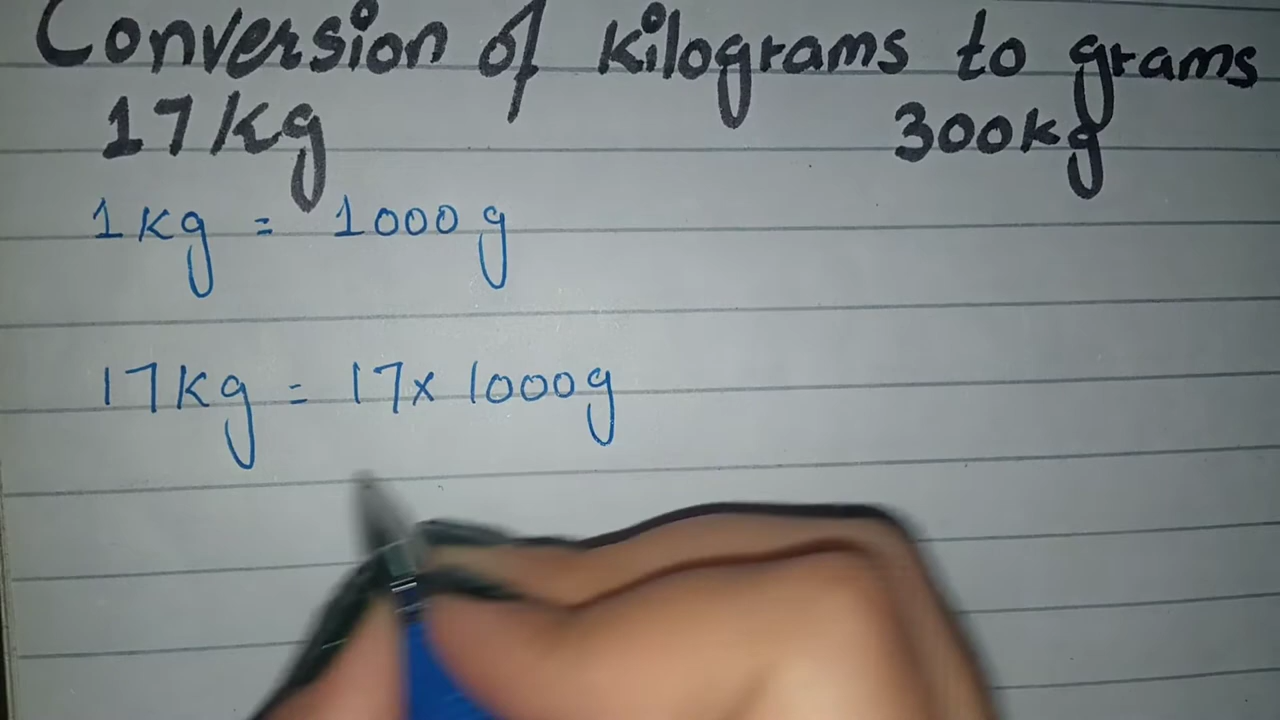 Conversion of kilograms to grams
17kg 300kg
1kg = 1000g
17kg = 17x 1000g